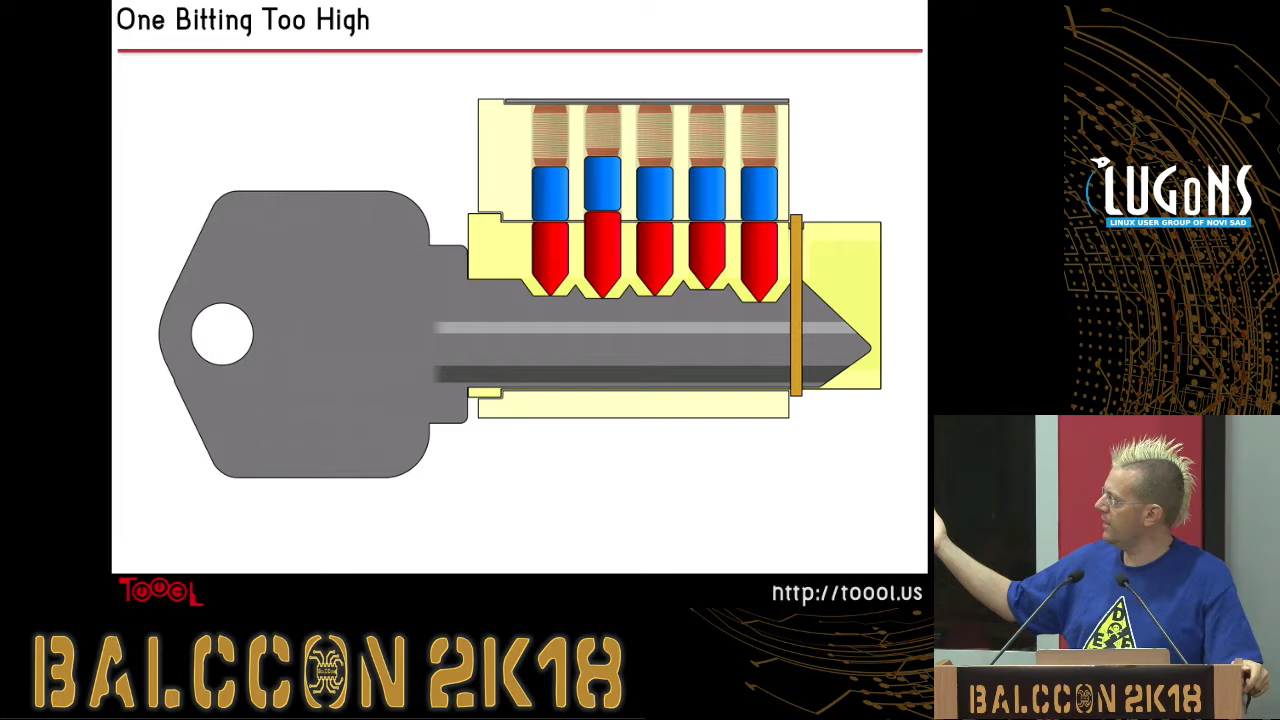 One Bitting Too High
LUGoNS
LINUX USER GROUP OF NOVI SAD
TOOOL
http://toool.us
BALCCON 2K18
BALCCON 2K18